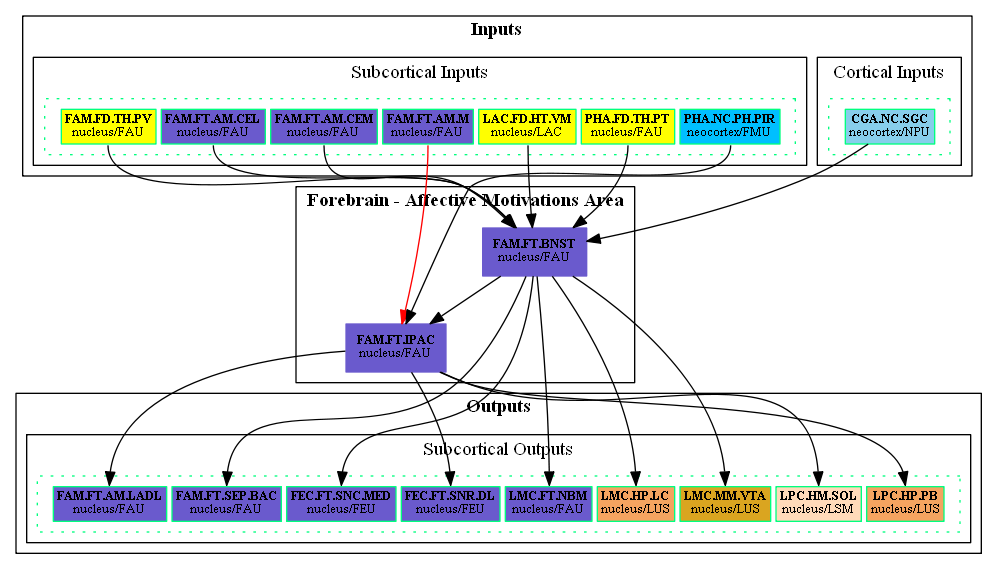 Inputs
Subcortical Inputs
Cortical Inputs
FAM.FD.TH.PV
nucleus/FAU
FAM.FT.AM.CEL
nucleus/FAU
FAM.FT.AM.CEM
nucleus/FAU
FAM.FT.AM.M
nucleus/FAU
LAC.FD.HT.VM
nucleus/LAC
PHA.FD.TH.PT
nucleus/FAU
PHA.NC.PH.PIR
neocortex/FMU
CGA.NC.SGC
neocortex/NPU
Forebrain - Affective Motivations Area
FAM.FT.BNST
nucleus/FAU
FAM.FT.IPAC
nucleus/FAU
Outputs
Subcortical Outputs
FAM.FT.AM.LADL
nucleus/FAU
FAM.FT.SEP.BAC
nucleus/FAU
FEC.FT.SNC.MED
nucleus/FEU
FEC.FT.SNR.DL
nucleus/FEU
LMC.FT.NBM
nucleus/FAU
LMC.HP.LC
nucleus/LUS
LMC.MM.VTA
nucleus/LUS
LPC.HM.SOL
nucleus/LSM
LPC.HP.PB
nucleus/LUS